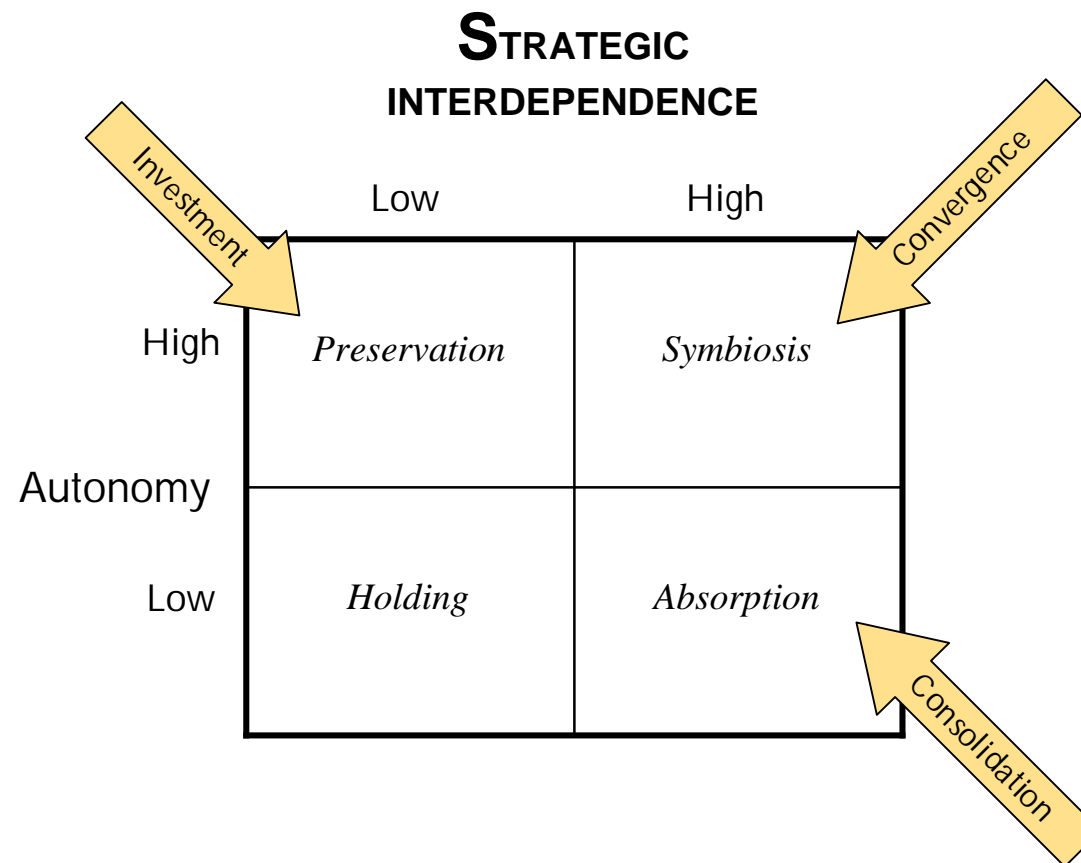 STRATEGIC
INTERDEPENDENCE
Investment
Convergence
Low High
High Preservation Symbiosis
Autonomy
Low Holding Absorption
Consolidation